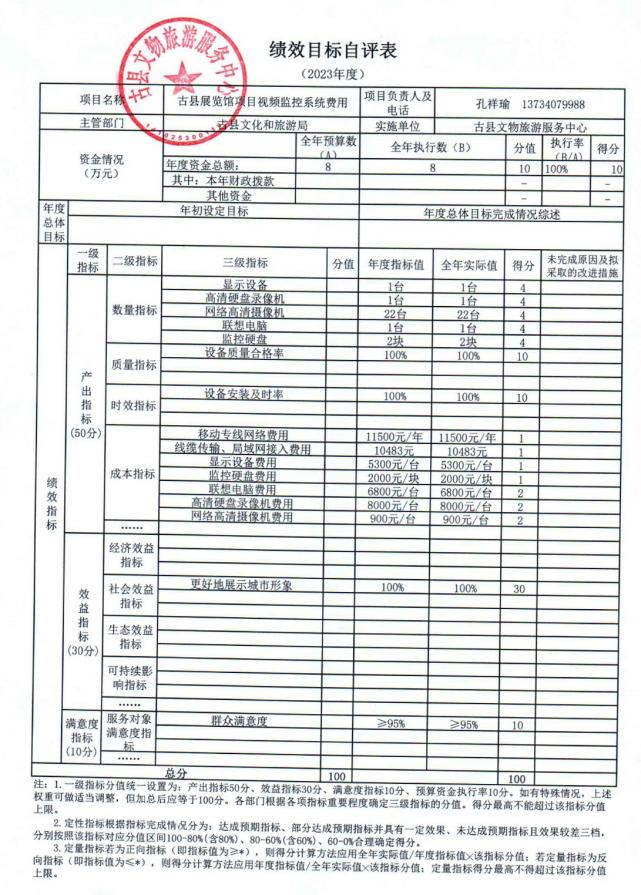 绩效目标自评表
（2023年度）
古县文物旅游服务中心
项目名称 古县展览馆项目视频监控系统费用 项目负责人及电话 孔祥瑜 13734079988
主管部门 古县文化和旅游局 实施单位 古县文物旅游服务中心
资金情况（万元） 全年预算数（A） 全年执行数（B） 分值 执行率（B/A） 得分
年度资金总额： 8 8 10 100% 10
其中：本年财政拨款 － －
其他资金 － －
年度总体目标 年初设定目标 年度总体目标完成情况综述
绩效指标 一级指标 二级指标 三级指标 分值 年度指标值 全年实际值 得分 未完成原因及拟采取的改进措施
产出指标（50分） 数量指标 显示设备 1台 1台 4
高清硬盘录像机 1台 1台 4
网络高清摄像机 22台 22台 4
联想电脑 1台 1台 4
监控硬盘 2块 2块 4
质量指标 设备质量合格率 100% 100% 10
时效指标 设备安装及时率 100% 100% 10
成本指标 移动专线网络费用 11500元/年 11500元/年 1
线缆传输、局域网接入费用 10483元 10483元 1
显示设备费用 5300元/台 5300元/台 1
监控硬盘费用 2000元/块 2000元/块 1
联想电脑费用 6800元/台 6800元/台 2
高清硬盘录像机费用 8000元/台 8000元/台 2
网络高清摄像机费用 900元/台 900元/台 2
……
效益指标（30分） 经济效益指标
社会效益指标 更好地展示城市形象 100% 100% 30
生态效益指标
可持续影响指标
……
满意度指标（10分） 服务对象满意度指标 群众满意度 ≥95% ≥95% 10
……
总分 100 100
注：1.一级指标分值统一设置为：产出指标50分、效益指标30分、满意度指标10分、预算资金执行率10分。如有特殊情况，上述
权重可做适当调整，但加总后应等于100分。各部门根据各项指标重要程度确定三级指标的分值。得分最高不能超过该指标分值
上限。
2.定性指标根据指标完成情况分为：达成预期指标、部分达成预期指标并具有一定效果、未达成预期指标且效果较差三档，
分别按照该指标对应分值区间100-80%(含80%)、80-60%(含60%)、60-0%合理确定得分。
3.定量指标若为正向指标（即指标值为≥*），则得分计算方法应用全年实际值/年度指标值×该指标分值；若定量指标为反
向指标（即指标值为≤*），则得分计算方法应用年度指标值/全年实际值×该指标分值；定量指标得分最高不得超过该指标分值
上限。